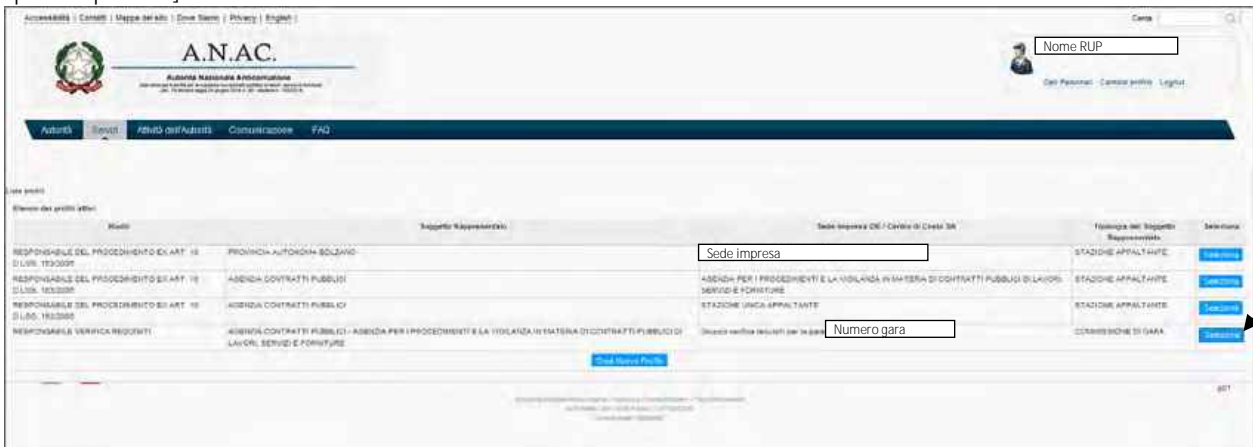 Accessibilità | Contatti | Mappa del sito | Dove Siamo | Privacy | English |
Cerca
A.N.AC.
Autorità Nazionale Anticorruzione
Nome RUP
Dati Personali Cambia profilo Logout
Autorità Servizi Attività dell'Autorità Comunicazione FAQ
Lista profili
Elenco dei profili attivi
Ruolo Soggetto Rappresentato Sede Impresa OE / Centro di Costo SA Tipologia del Soggetto Rappresentato Seleziona
RESPONSABILE DEL PROCEDIMENTO EX ART. 10 D.LGS. 163/2006 PROVINCIA AUTONOMA BOLZANO Sede impresa STAZIONE APPALTANTE Seleziona
RESPONSABILE DEL PROCEDIMENTO EX ART. 10 D.LGS. 163/2006 AGENZIA CONTRATTI PUBBLICI AGENZIA PER I PROCEDIMENTI E LA VIGILANZA IN MATERIA DI CONTRATTI PUBBLICI DI LAVORI SERVIZI E FORNITURE STAZIONE APPALTANTE Seleziona
RESPONSABILE DEL PROCEDIMENTO EX ART. 10 D.LGS. 163/2006 AGENZIA CONTRATTI PUBBLICI STAZIONE UNICA APPALTANTE STAZIONE APPALTANTE Seleziona
RESPONSABILE VERIFICA REQUISITI AGENZIA CONTRATTI PUBBLICI - AGENZIA PER I PROCEDIMENTI E LA VIGILANZA IN MATERIA DI CONTRATTI PUBBLICI DI LAVORI, SERVIZI E FORNITURE Gruppo verifica requisiti per la gara Numero gara COMMISSIONE DI GARA Seleziona
Crea Nuovo Profilo